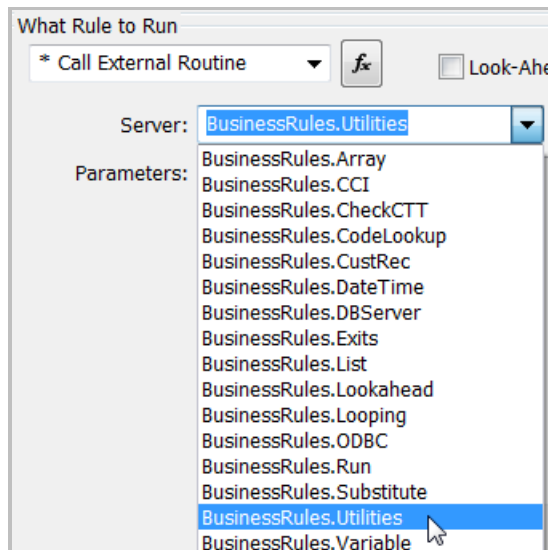 What Rule to Run
* Call External Routine fx Look-Ahe
Server: BusinessRules.Utilities
Parameters:
BusinessRules.Array
BusinessRules.CCI
BusinessRules.CheckCTT
BusinessRules.CodeLookup
BusinessRules.CustRec
BusinessRules.DateTime
BusinessRules.DBServer
BusinessRules.Exits
BusinessRules.List
BusinessRules.Lookahead
BusinessRules.Looping
BusinessRules.ODBC
BusinessRules.Run
BusinessRules.Substitute
BusinessRules.Utilities
BusinessRules.Variable